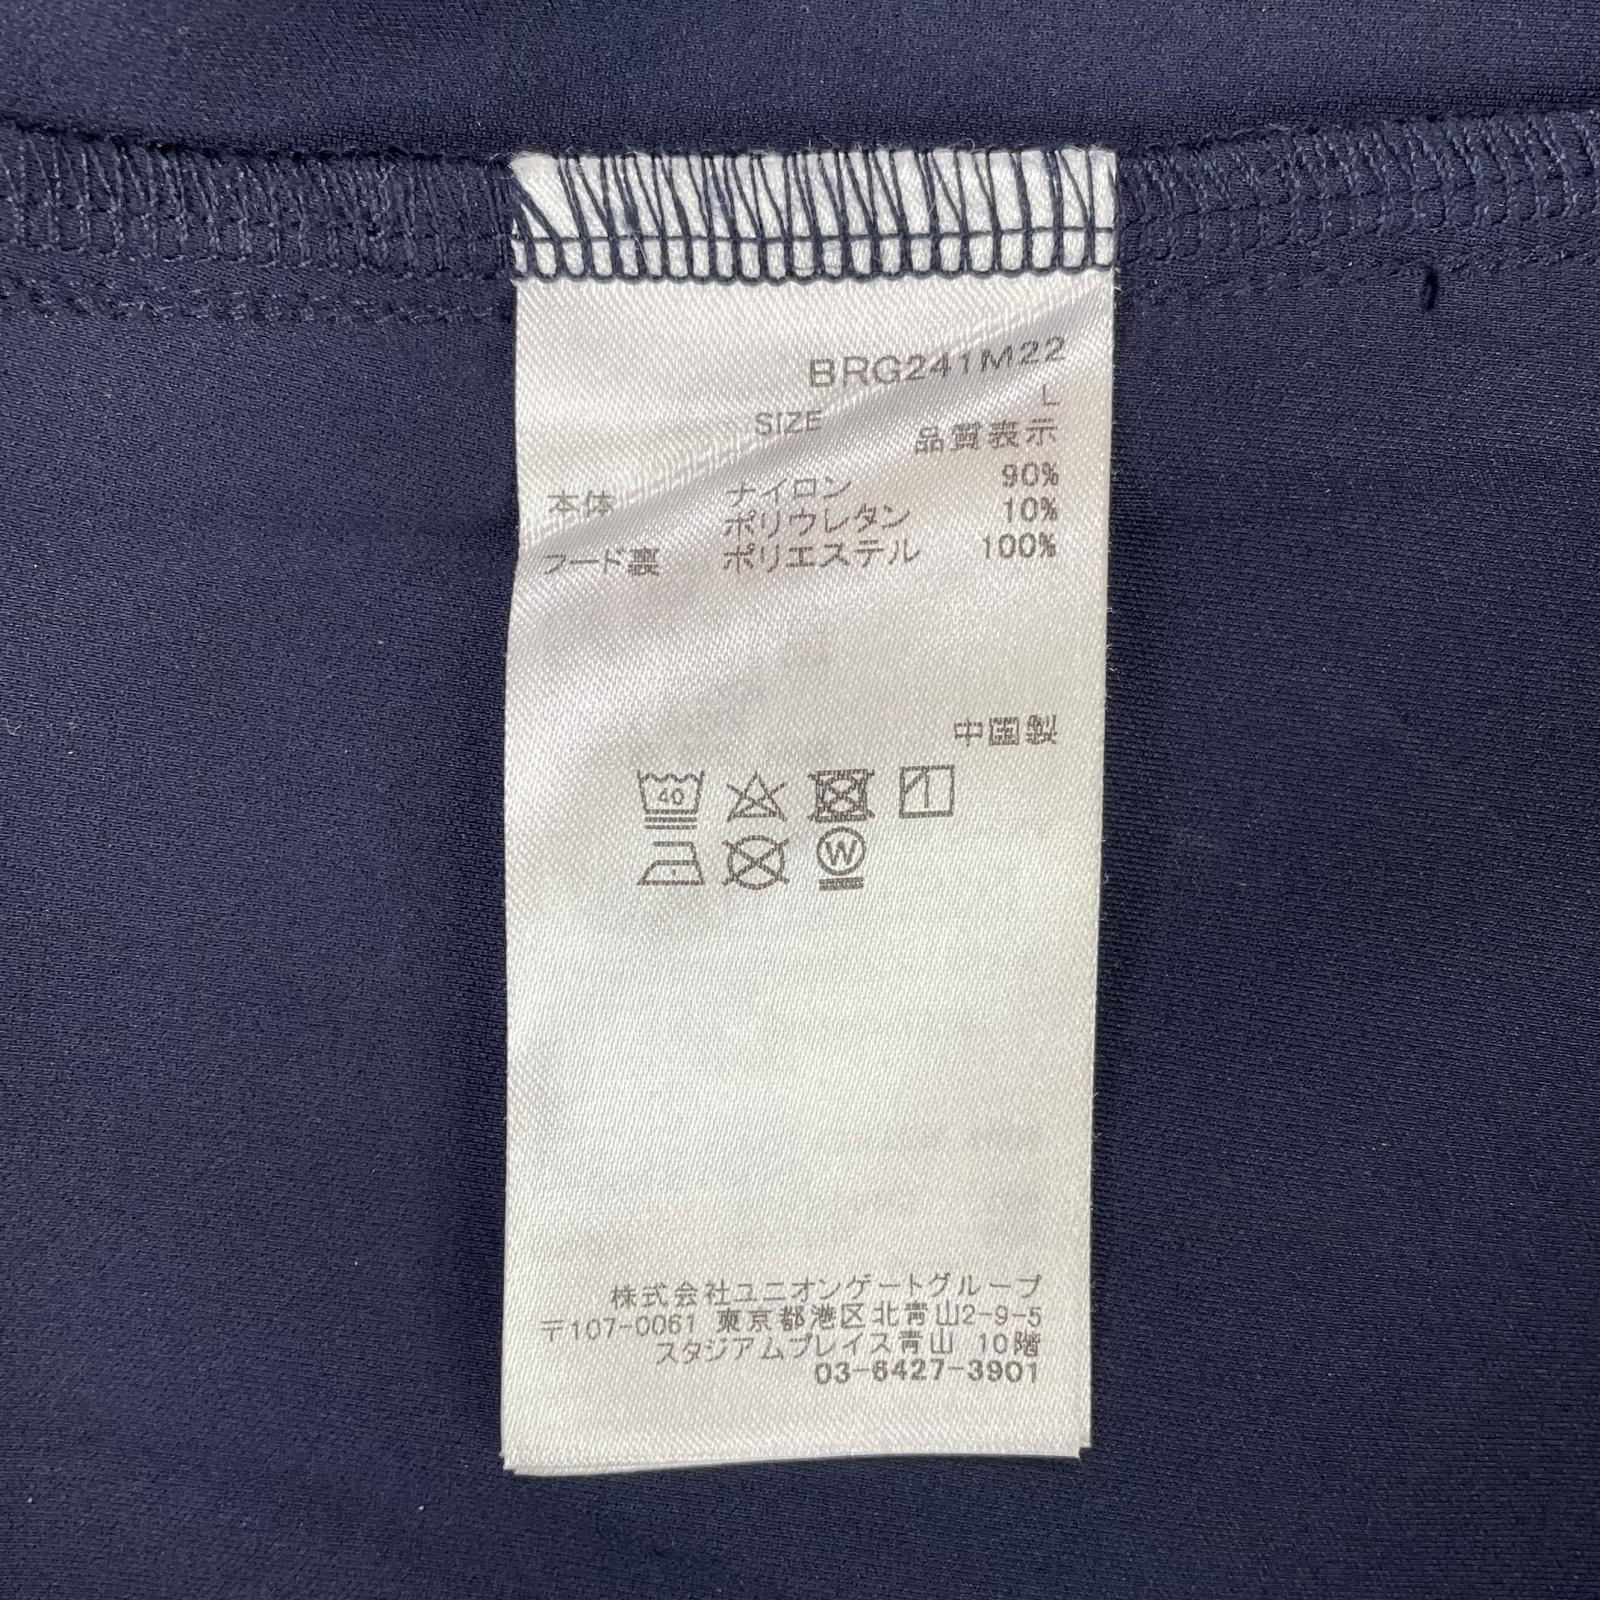 BRG241M22
SIZE L
品質表示
本体 ナイロン 90%
ポリウレタン 10%
フード裏 ポリエステル 100%
中国製
40
W
株式会社ユニオンゲートグループ
〒107-0061 東京都港区北青山2-9-5
スタジアムプレイス青山 10階
03-6427-3901